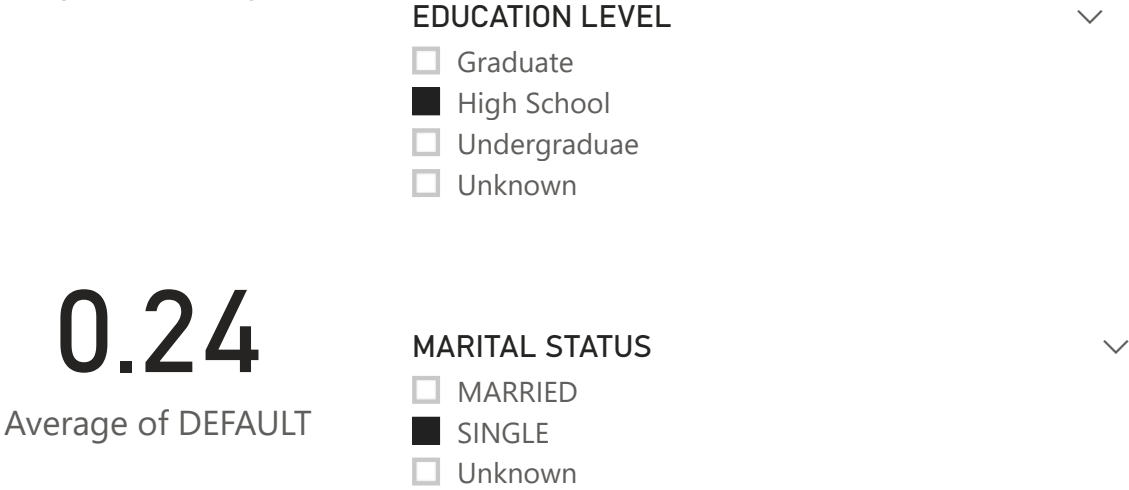 EDUCATION LEVEL
Graduate
High School
Undergraduae
Unknown
0.24
Average of DEFAULT
MARITAL STATUS
MARRIED
SINGLE
Unknown